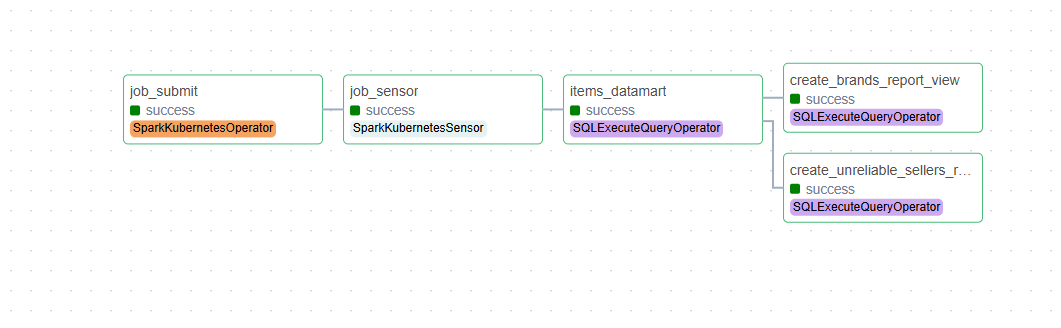 job_submit
success
SparkKubernetesOperator
job_sensor
success
SparkKubernetesSensor
items_datamart
success
SQLExecuteQueryOperator
create_brands_report_view
success
SQLExecuteQueryOperator
create_unreliable_sellers_r...
success
SQLExecuteQueryOperator